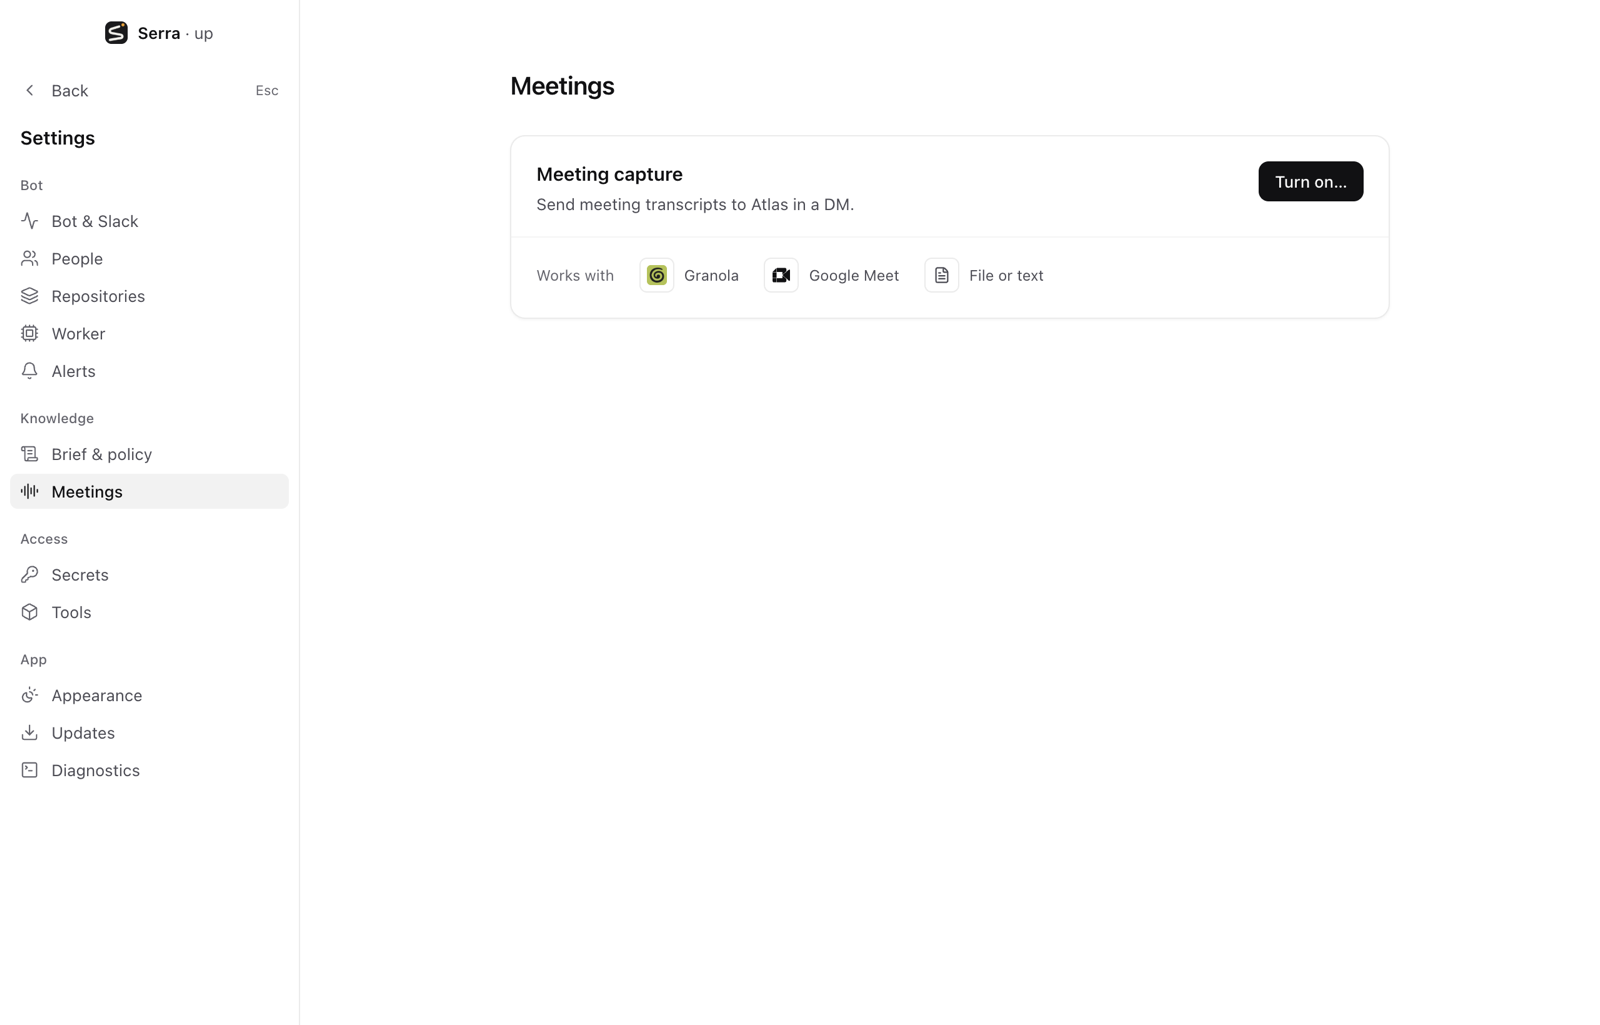 Serra · up
Back Esc
Settings
Bot
Bot & Slack
People
Repositories
Worker
Alerts
Knowledge
Brief & policy
Meetings
Access
Secrets
Tools
App
Appearance
Updates
Diagnostics
Meetings
Meeting capture
Turn on...
Send meeting transcripts to Atlas in a DM.
Works with Granola Google Meet File or text